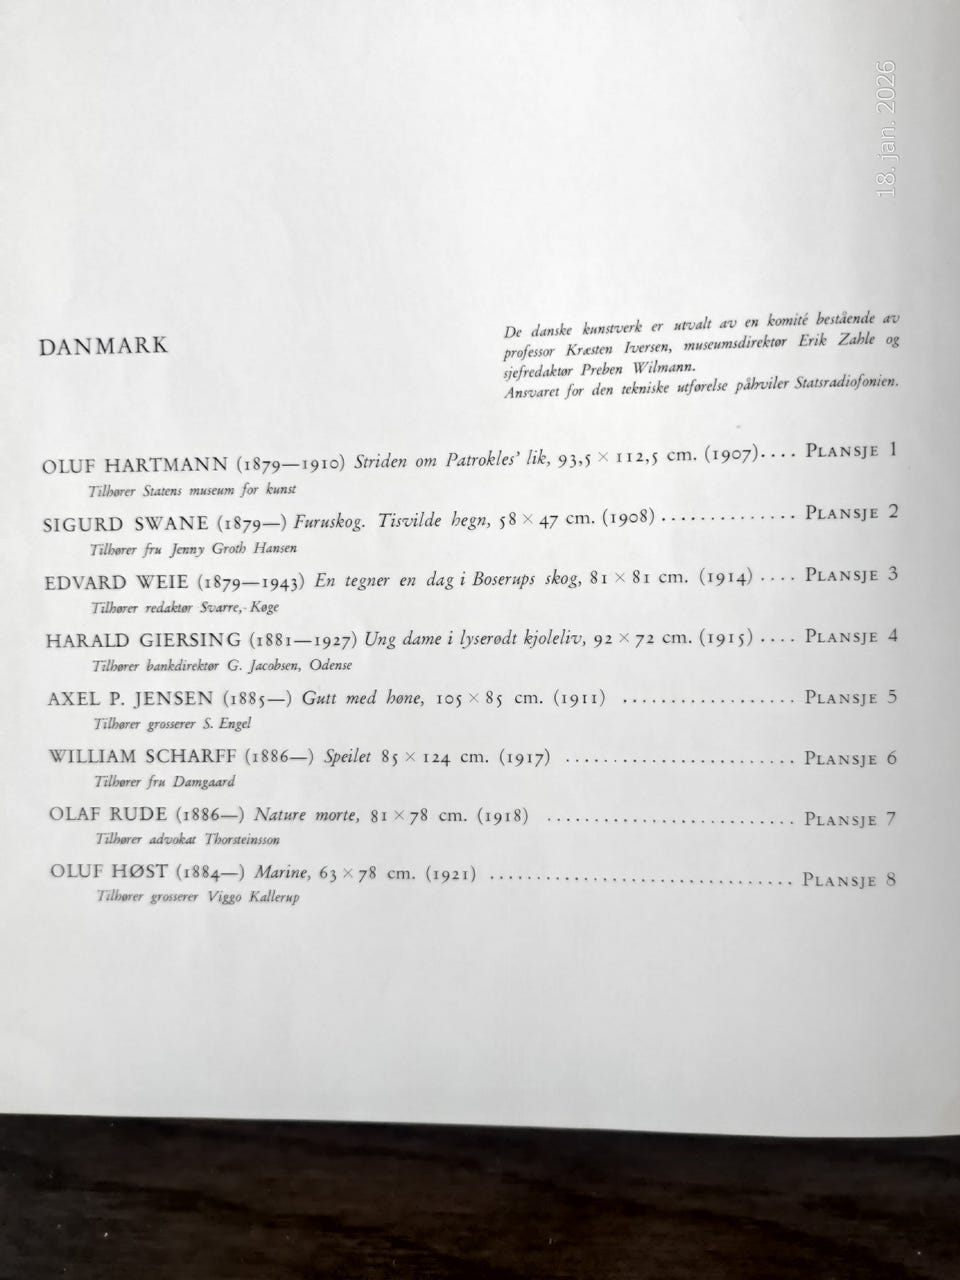 18. jan. 2026
DANMARK
De danske kunstverk er utvalt av en komité bestående av
professor Kræsten Iversen, museumsdirektør Erik Zahle og
sjefredaktør Preben Wilmann.
Ansvaret for den tekniske utførelse påhviler Statsradiofonien.
OLUF HARTMANN (1879—1910) Striden om Patrokles' lik, 93,5 × 112,5 cm. (1907).... PLANSJE 1
Tilhører Statens museum for kunst
SIGURD SWANE (1879—) Furuskog. Tisvilde hegn, 58 × 47 cm. (1908) .............. PLANSJE 2
Tilhører fru Jenny Groth Hansen
EDVARD WEIE (1879—1943) En tegner en dag i Boserups skog, 81 × 81 cm. (1914) .... PLANSJE 3
Tilhører redaktør Svarre, Køge
HARALD GIERSING (1881—1927) Ung dame i lyserødt kjoleliv, 92 × 72 cm. (1915) .... PLANSJE 4
Tilhører bankdirektør G. Jacobsen, Odense
AXEL P. JENSEN (1885—) Gutt med høne, 105 × 85 cm. (1911) .................. PLANSJE 5
Tilhører grosserer S. Engel
WILLIAM SCHARFF (1886—) Speilet 85 × 124 cm. (1917) ........................ PLANSJE 6
Tilhører fru Damgaard
OLAF RUDE (1886—) Nature morte, 81 × 78 cm. (1918) .......................... PLANSJE 7
Tilhører advokat Thorsteinsson
OLUF HØST (1884—) Marine, 63 × 78 cm. (1921) ................................ PLANSJE 8
Tilhører grosserer Viggo Kallerup